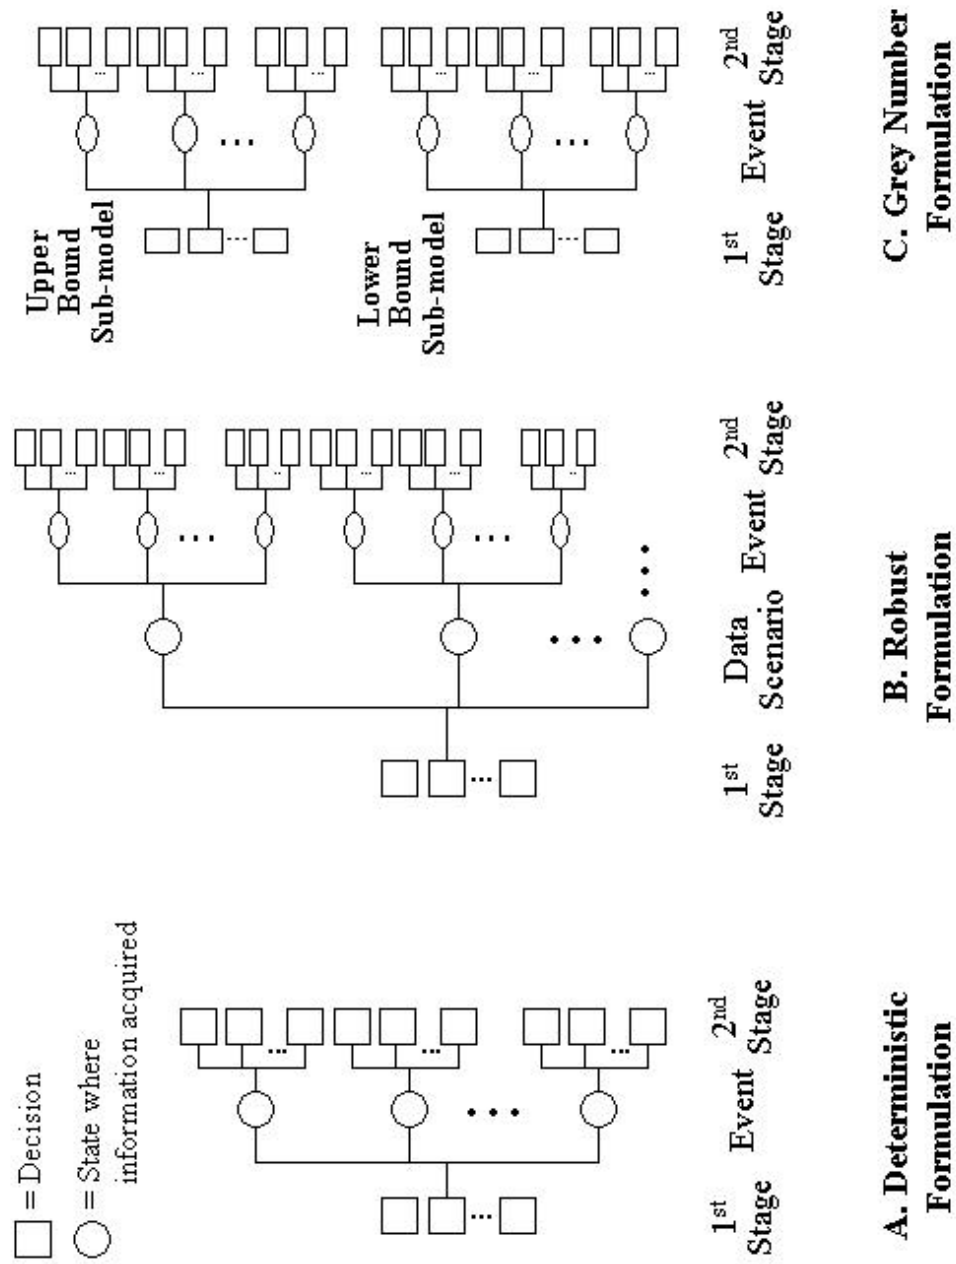 = Decision
= State where
information acquired
1st
Stage
Event
2nd
Stage
A. Deterministic
Formulation
1st
Stage
Data
Scenario
Event
2nd
Stage
B. Robust
Formulation
Upper
Bound
Sub-model
Lower
Bound
Sub-model
1st
Stage
Event
2nd
Stage
C. Grey Number
Formulation